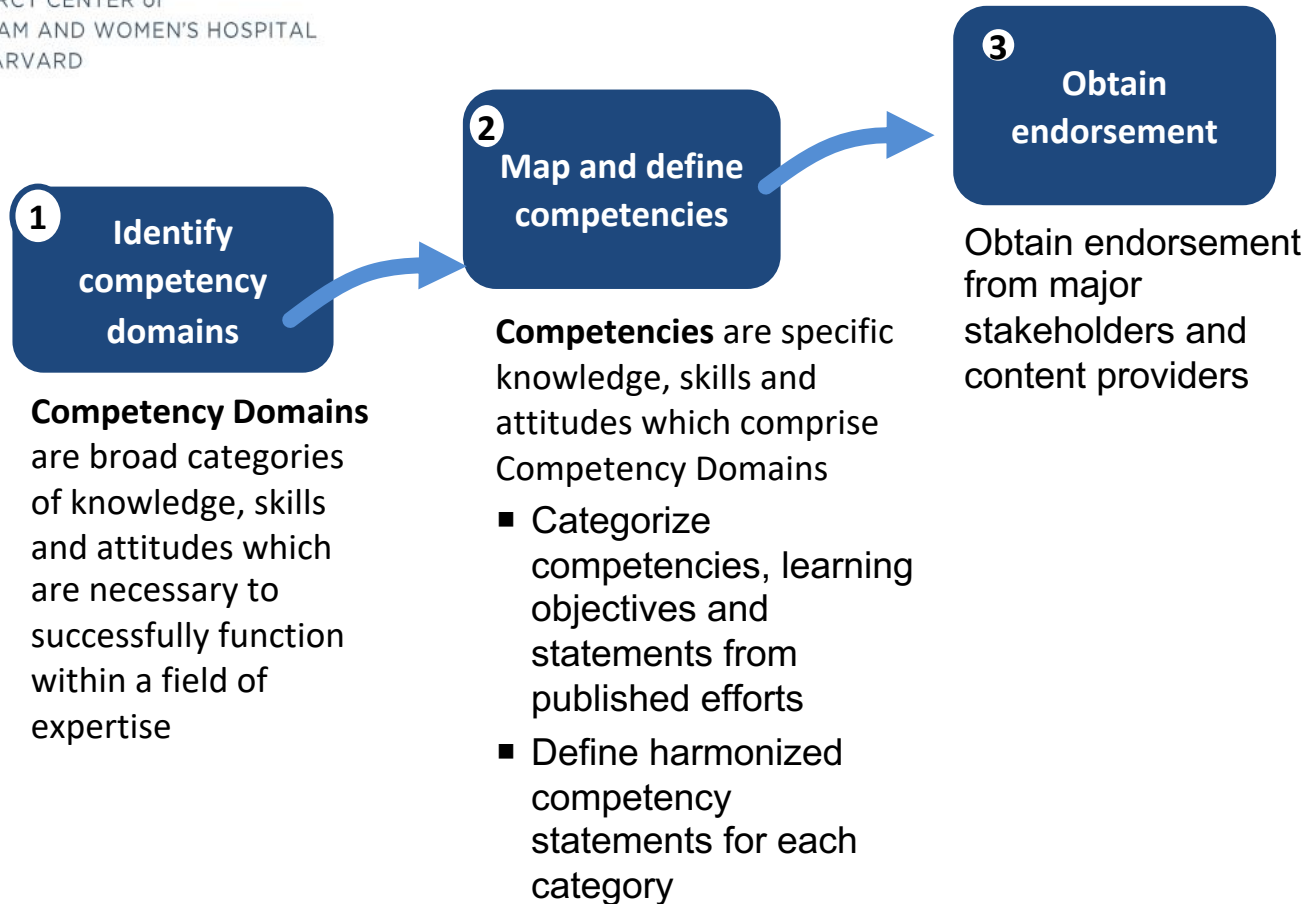 AM AND WOMEN'S HOSPITAL
ARVARD
1
Identify
competency
domains
Competency Domains
are broad categories
of knowledge, skills
and attitudes which
are necessary to
successfully function
within a field of
expertise
2
Map and define
competencies
Competencies are specific
knowledge, skills and
attitudes which comprise
Competency Domains
■ Categorize
competencies, learning
objectives and
statements from
published efforts
■ Define harmonized
competency
statements for each
category
3
Obtain
endorsement
Obtain endorsement
from major
stakeholders and
content providers